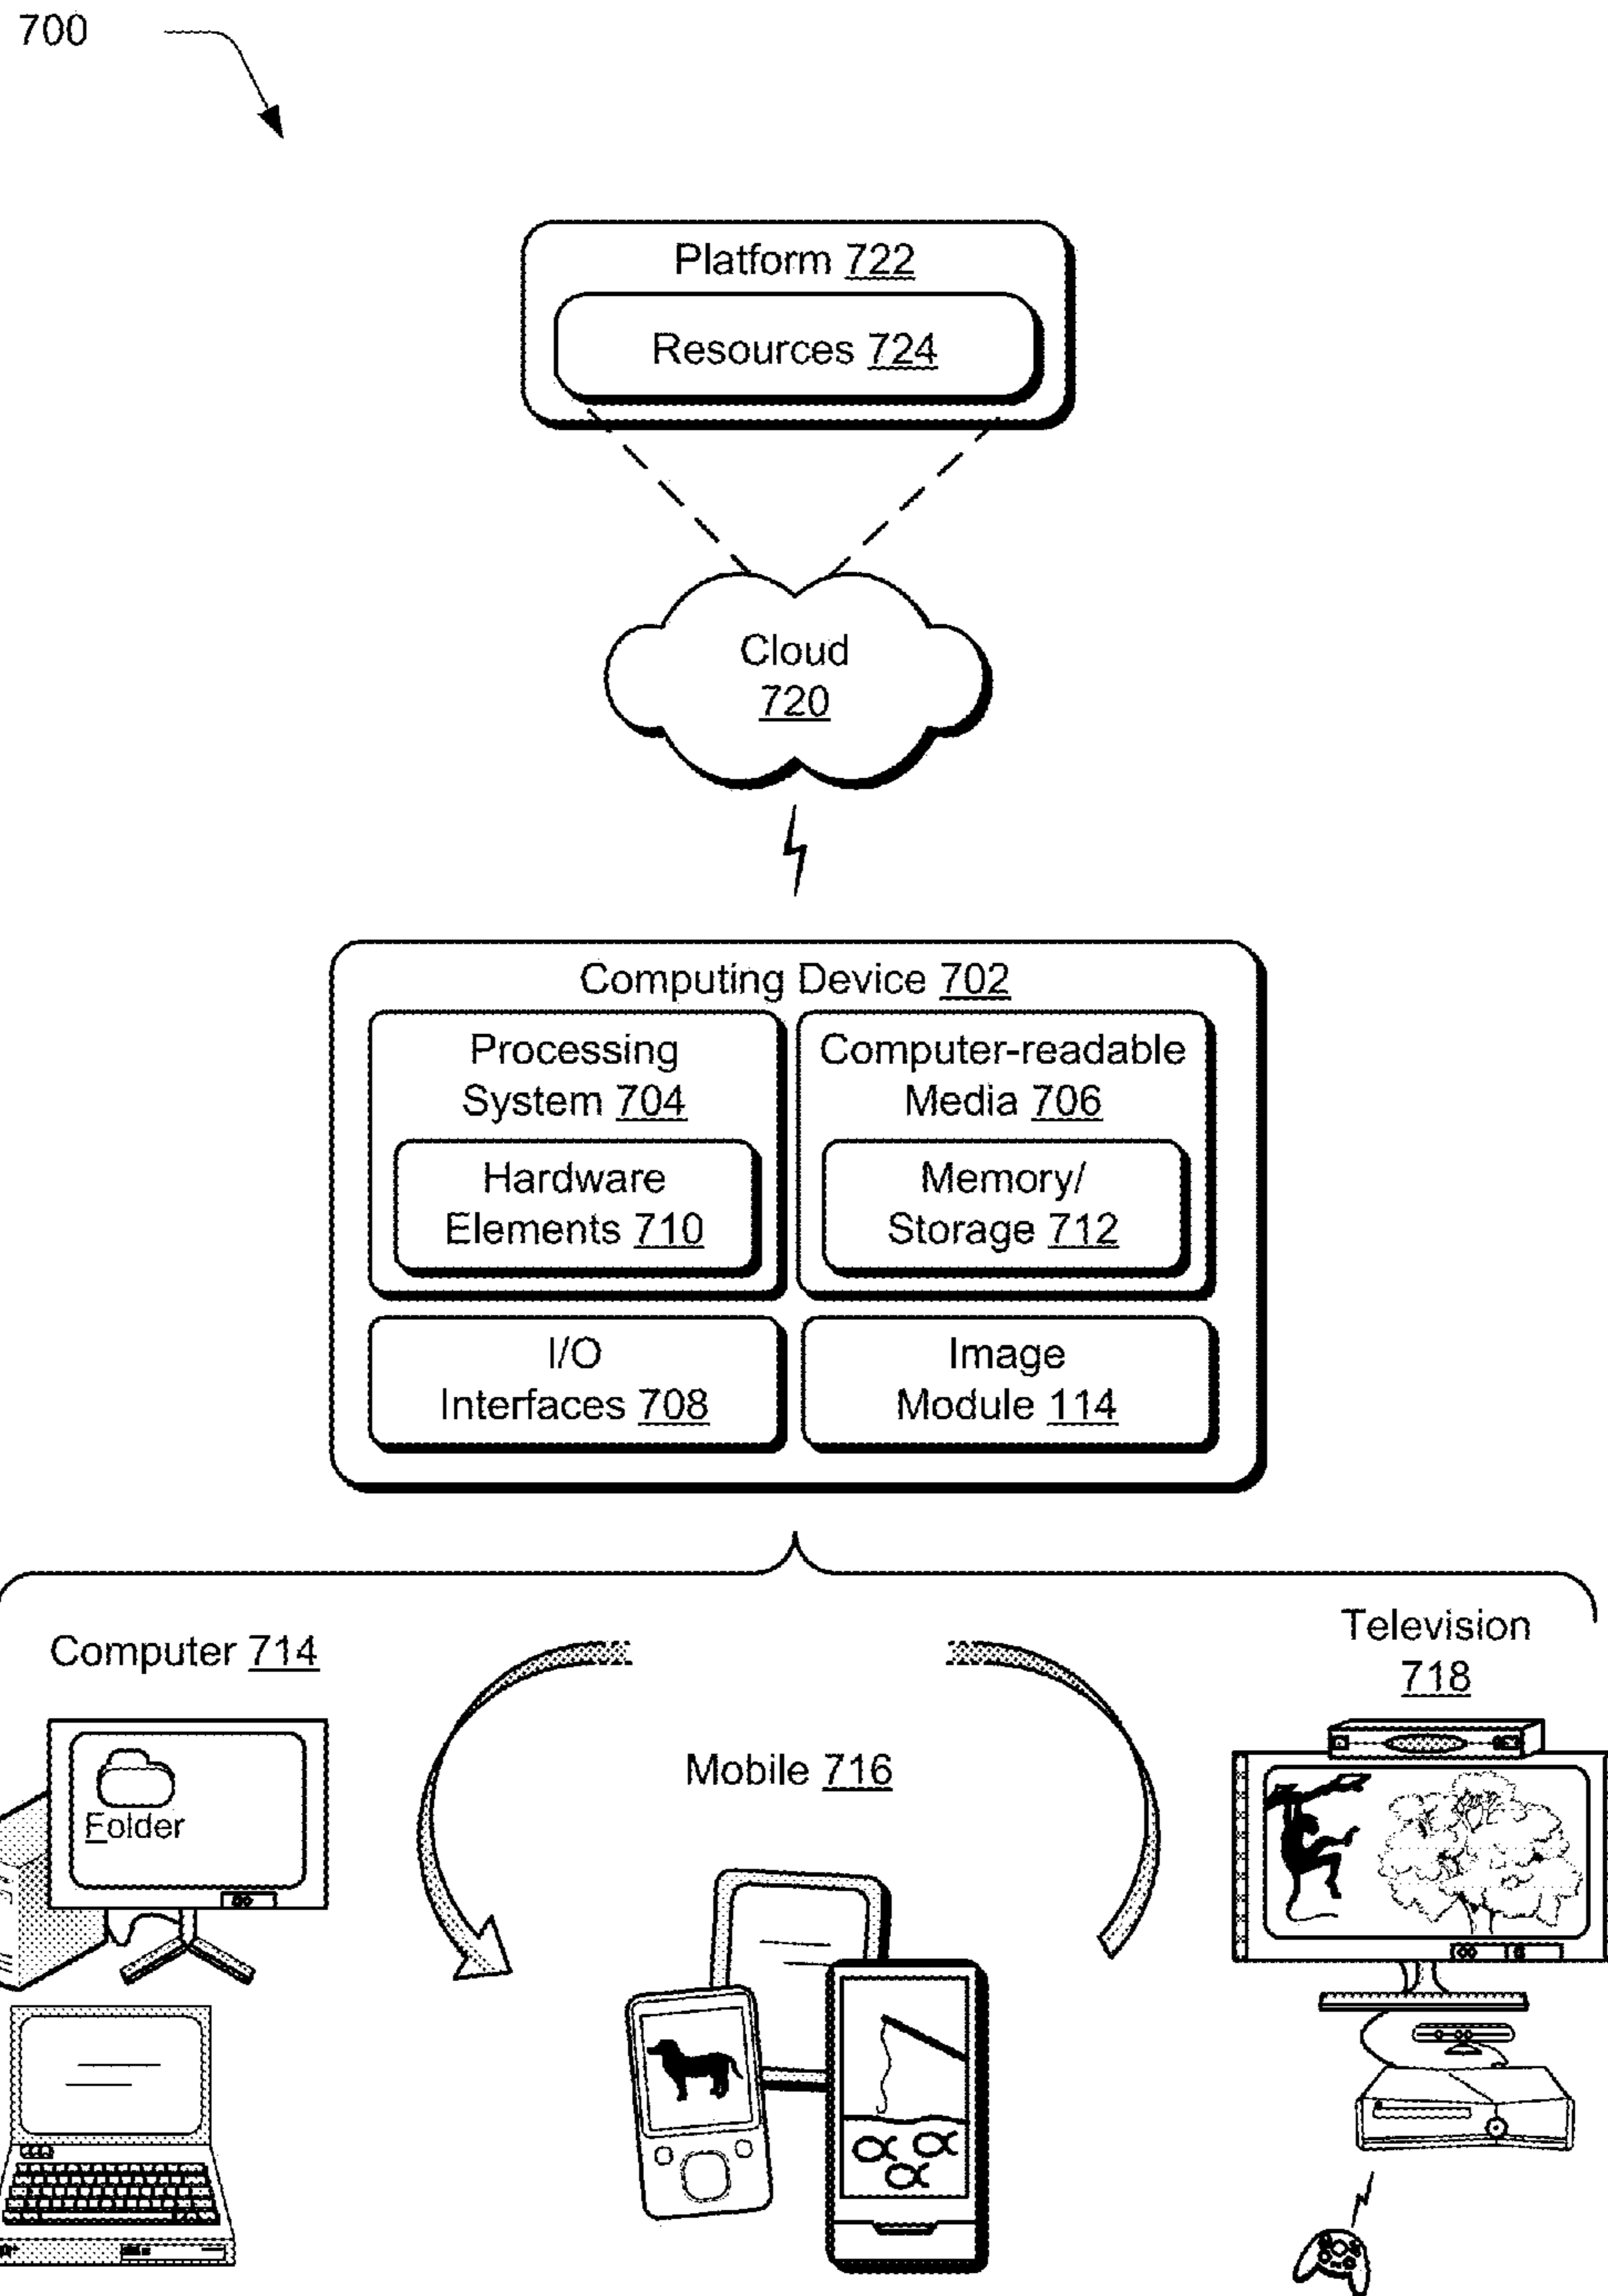 700
Platform 722
Resources 724
Cloud
720
Computing Device 702
Processing
System 704
Hardware
Elements 710
Computer-readable
Media 706
Memory/
Storage 712
I/O
Interfaces 708
Image
Module 114
Computer 714
Mobile 716
Television
718
Folder